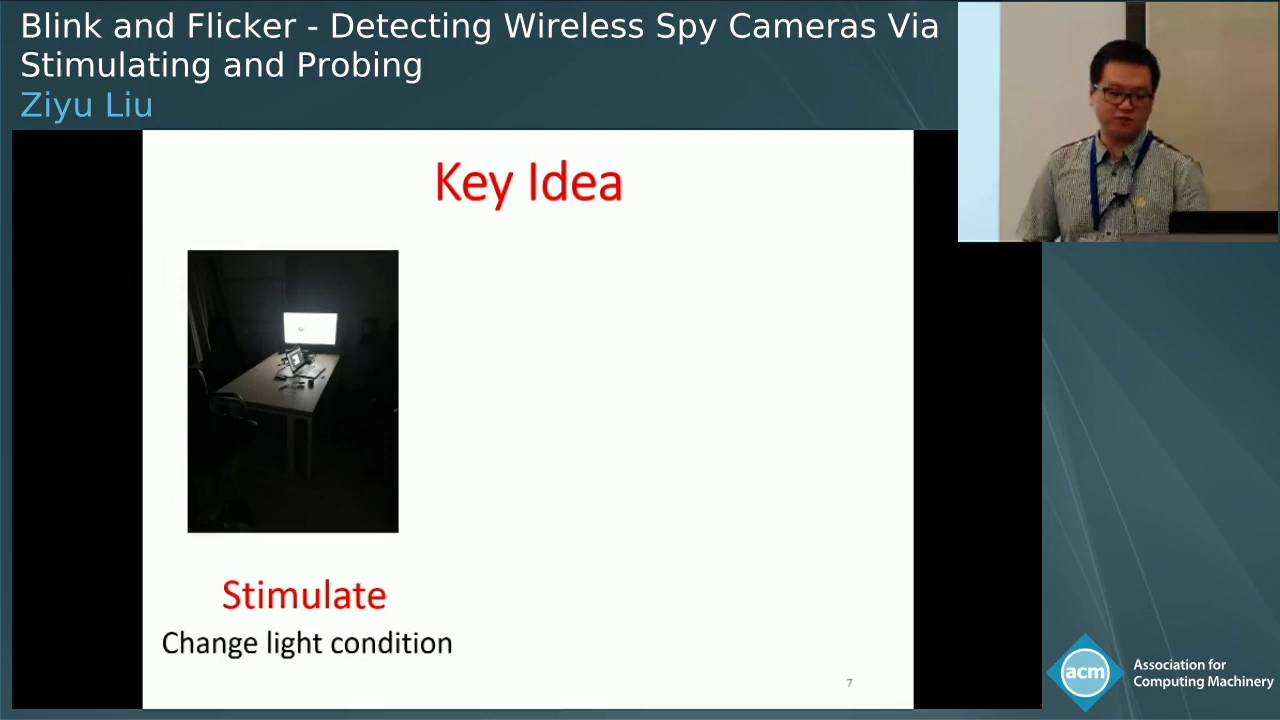 Blink and Flicker - Detecting Wireless Spy Cameras Via
Stimulating and Probing
Ziyu Liu
Key Idea
Stimulate
Change light condition
7
acm
Association for
Computing Machinery